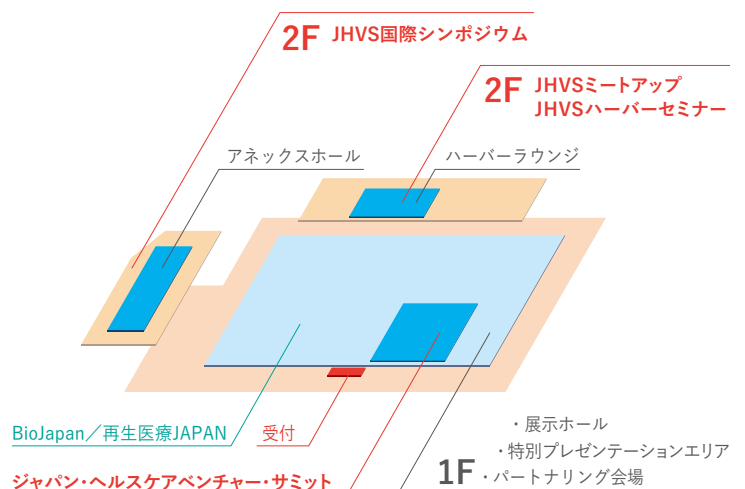 2F JHVS国際シンポジウム
2F JHVSミートアップ
JHVSハーバーセミナー
アネックスホール
ハーバーラウンジ
BioJapan／再生医療JAPAN
受付
ジャパン・ヘルスケアベンチャー・サミット
1F
・展示ホール
・特別プレゼンテーションエリア
・パートナリング会場